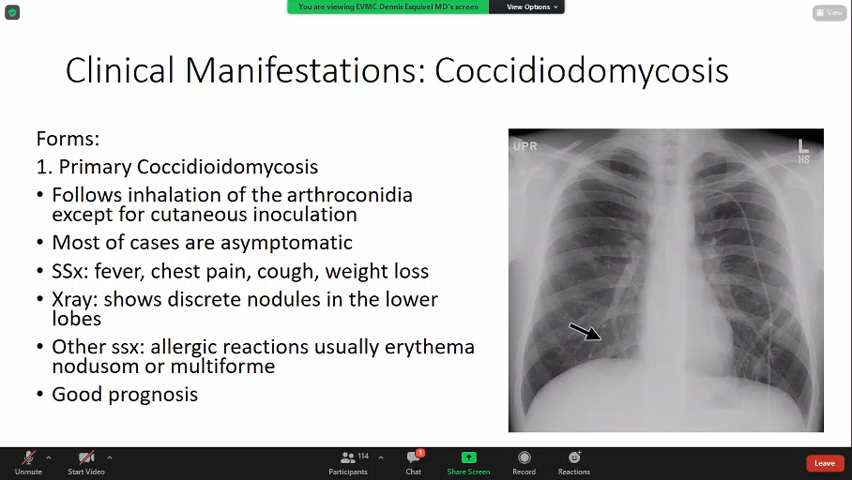 You are viewing EVMC Dennis Esquivel MD's screen
View Options
View
Clinical Manifestations: Coccidiodomycosis
Forms:
1. Primary Coccidioidomycosis
• Follows inhalation of the arthroconidia
except for cutaneous inoculation
• Most of cases are asymptomatic
• SSx: fever, chest pain, cough, weight loss
• Xray: shows discrete nodules in the lower
lobes
• Other ssx: allergic reactions usually erythema
nodusom or multiforme
• Good prognosis
UPR
L
HS
Unmute
Start Video
114
Participants
1
Chat
Share Screen
Record
Reactions
Leave